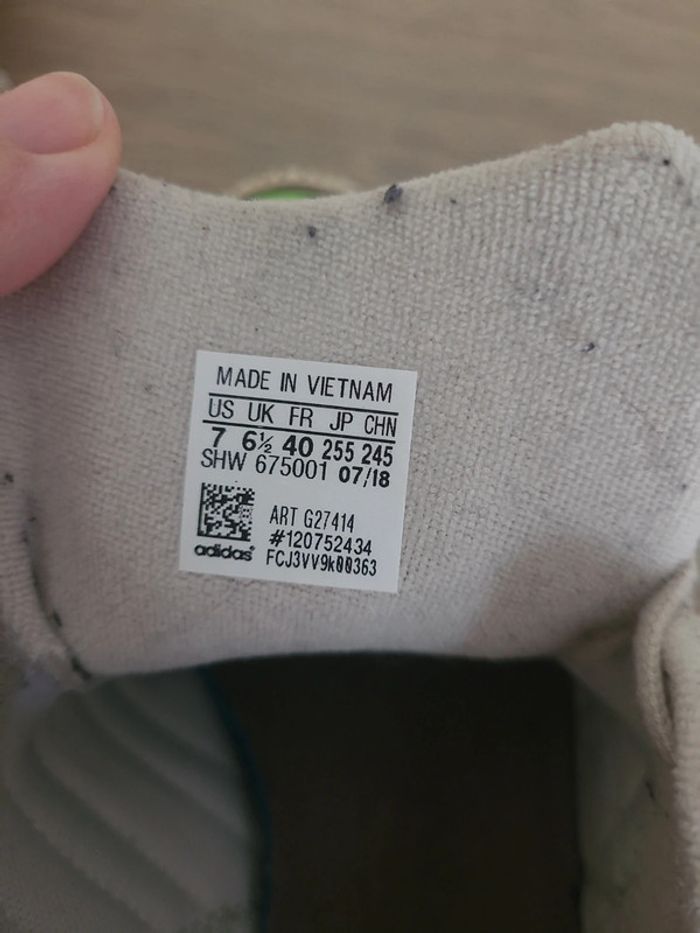 MADE IN VIETNAM
US UK FR JP CHN
7 6½ 40 255 245
SHW 675001 07/18
ART G27414
#120752434
adidas FCJ3VV9k00363